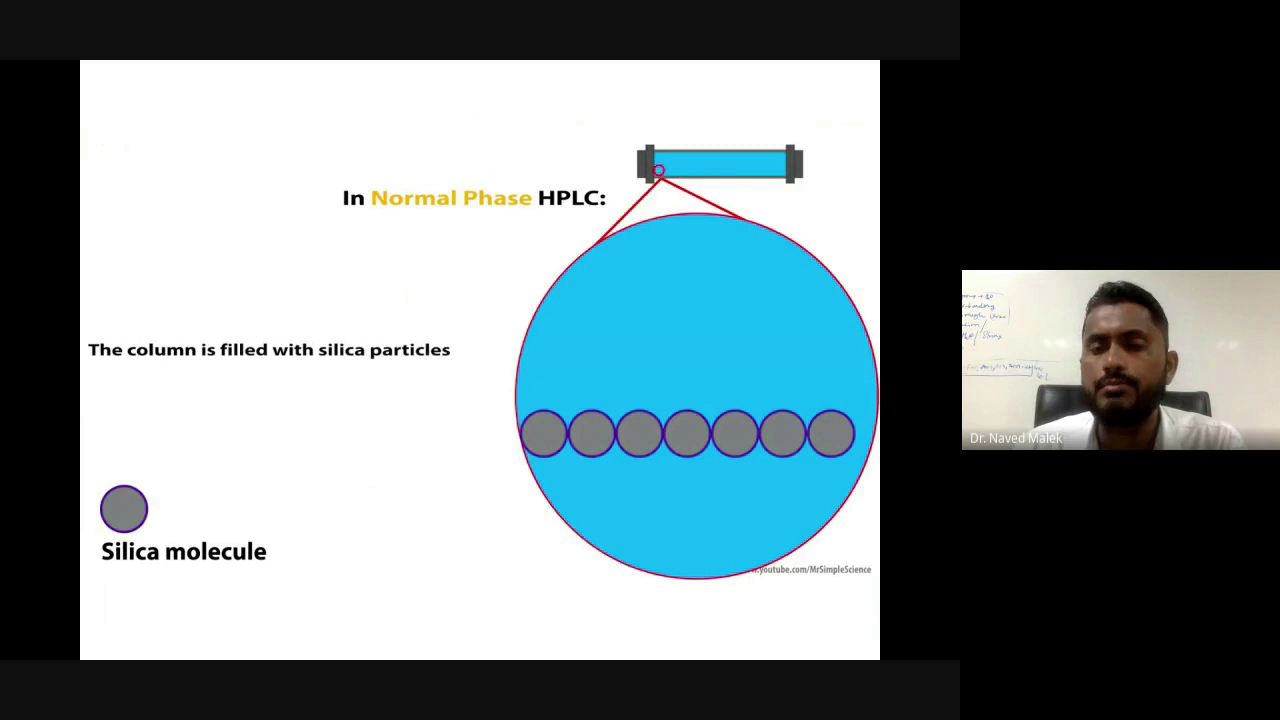 In Normal Phase HPLC:
The column is filled with silica particles
Silica molecule
.youtube.com/MrSimpleScience
Dr. Naved Malek